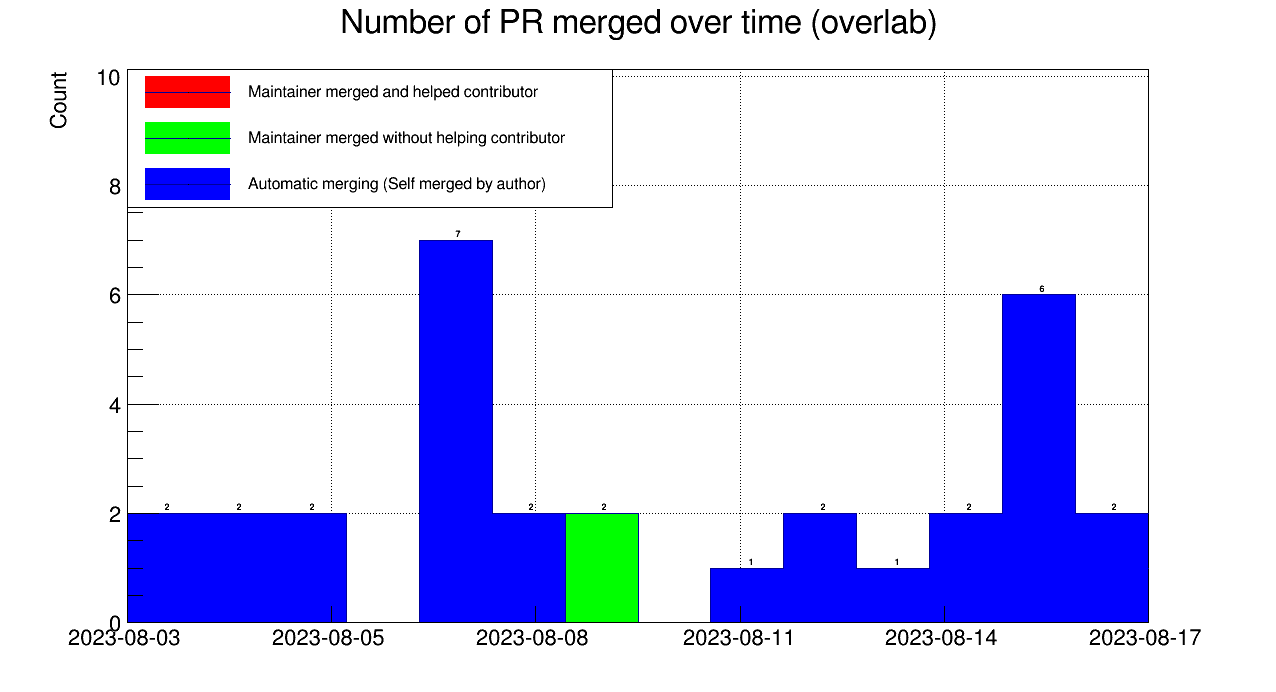 Number of PR merged over time (overlab)
Count
10
8
6
4
2
0
Maintainer merged and helped contributor
Maintainer merged without helping contributor
Automatic merging (Self merged by author)
2 2 2 7 2 2 1 2 1 2 6 2
2023-08-03 2023-08-05 2023-08-08 2023-08-11 2023-08-14 2023-08-17